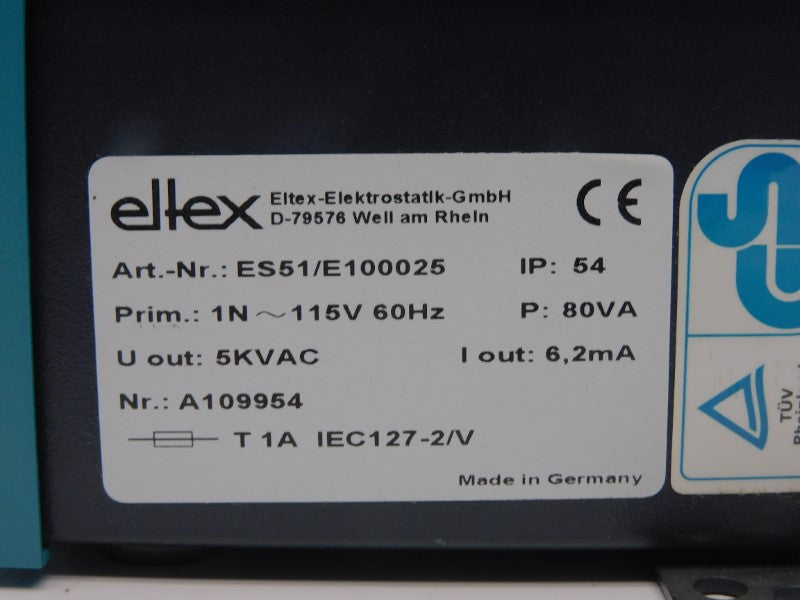 eltex Eltex-Elektrostatik-GmbH
D-79576 Weil am Rhein
CE
Art.-Nr.: ES51/E100025 IP: 54
Prim.: 1N ~ 115V 60Hz P: 80VA
U out: 5KVAC I out: 6,2mA
Nr.: A109954
T 1A IEC127-2/V
Made in Germany
TÜV